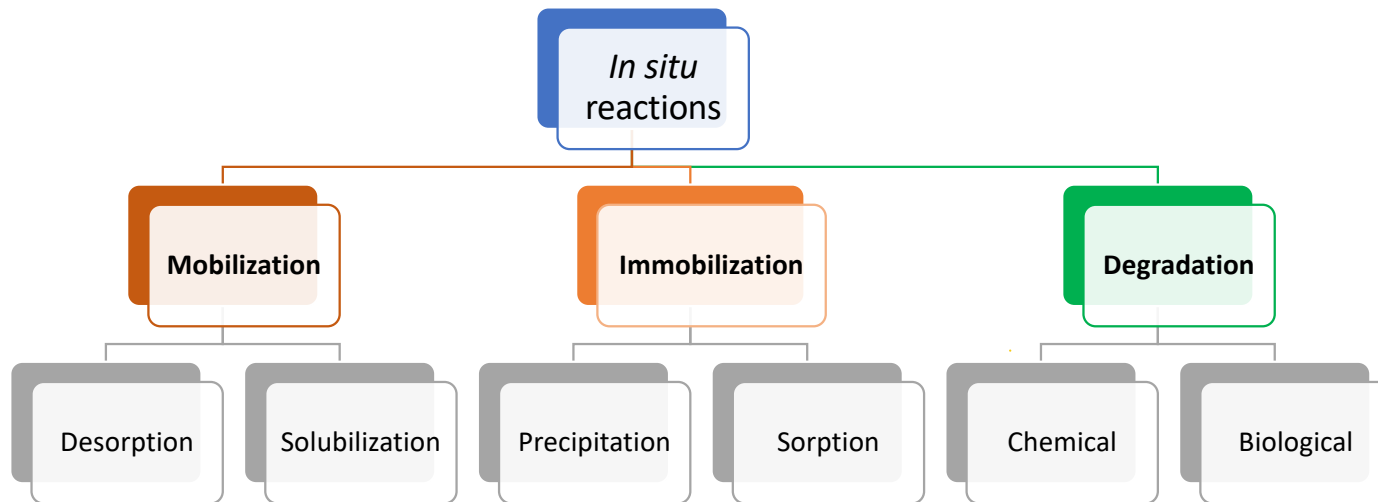 In situ
reactions
Mobilization
Immobilization
Degradation
Desorption
Solubilization
Precipitation
Sorption
Chemical
Biological